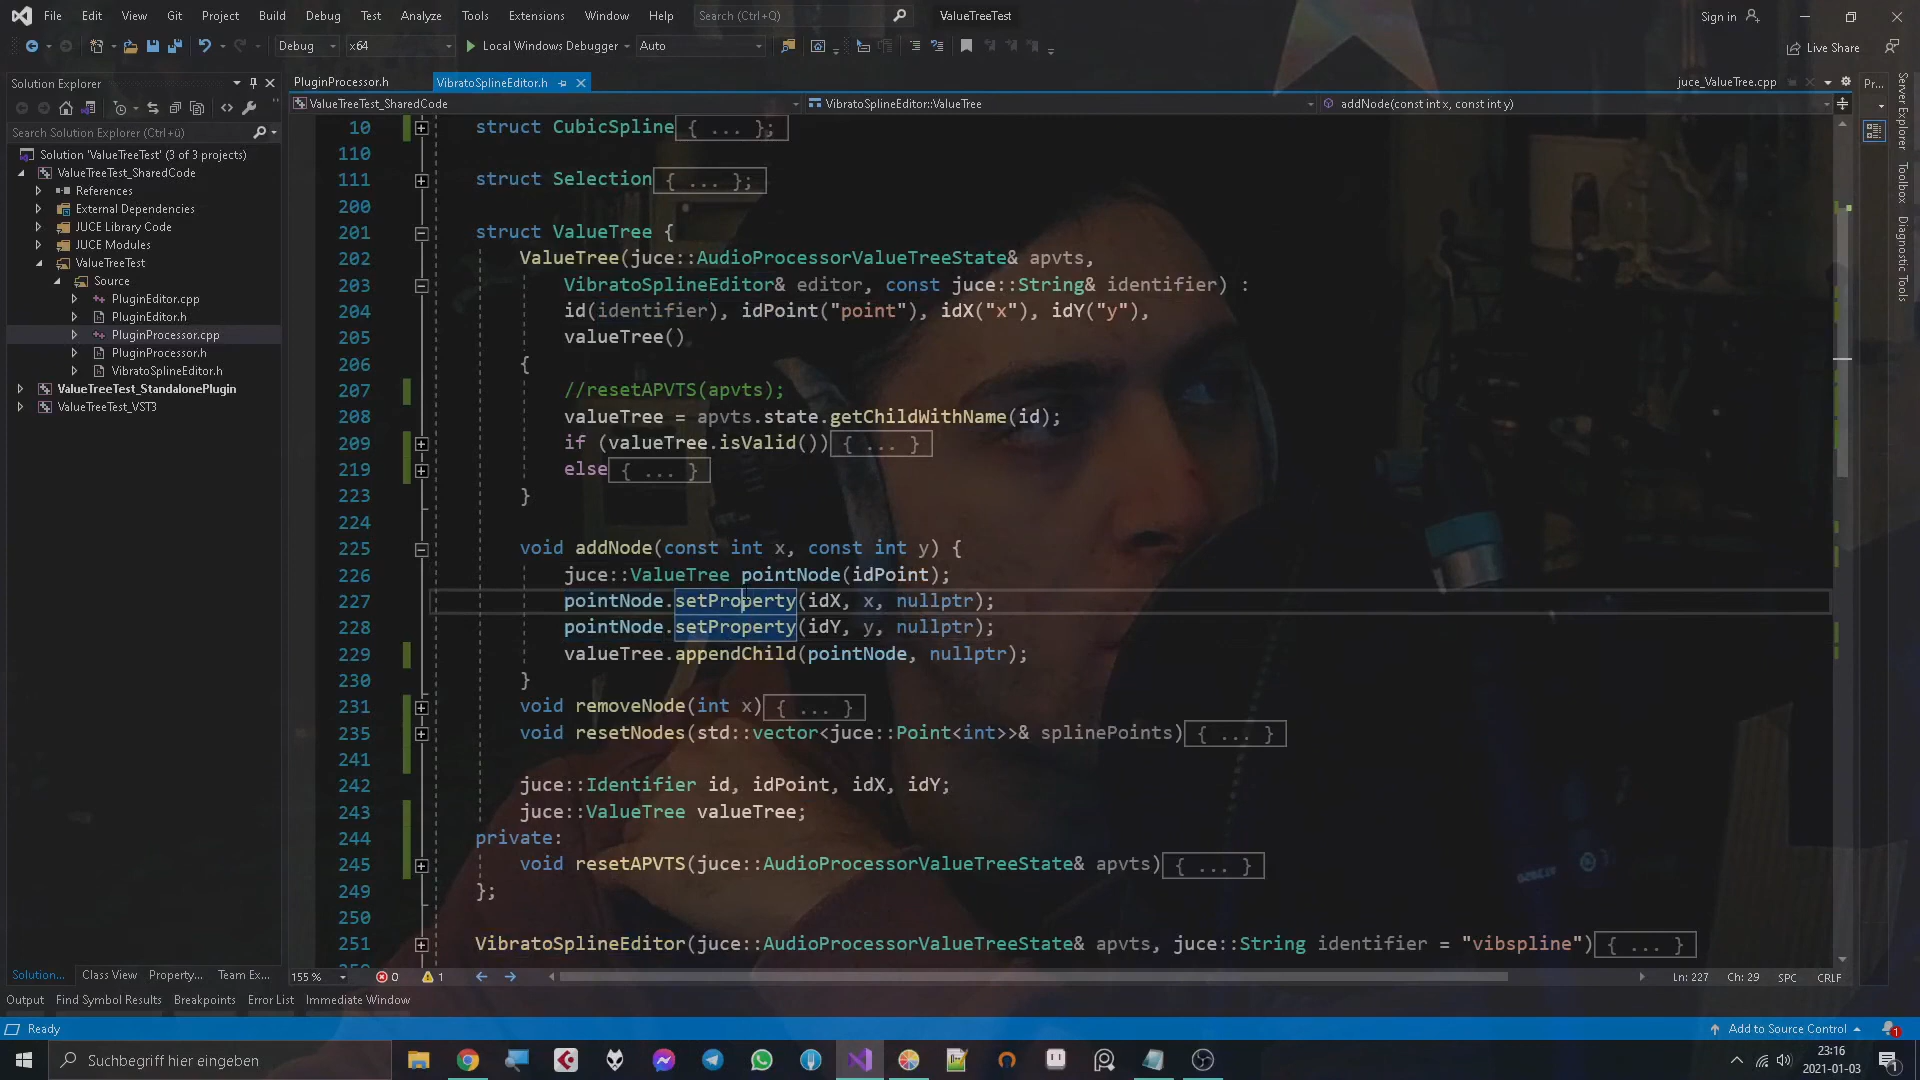 File Edit View Git Project Build Debug Test Analyze Tools Extensions Window Help Search (Ctrl+Q) ValueTreeTest Sign in
Debug x64 Local Windows Debugger Auto Live Share
Solution Explorer
PluginProcessor.h VibratoSplineEditor.h juce_ValueTree.cpp Pr...
ValueTreeTest_SharedCode VibratoSplineEditor::ValueTree addNode(const int x, const int y)
Search Solution Explorer (Ctrl+ü)
Solution 'ValueTreeTest' (3 of 3 projects)
ValueTreeTest_SharedCode
References
External Dependencies
JUCE Library Code
JUCE Modules
ValueTreeTest
Source
PluginEditor.cpp
PluginEditor.h
PluginProcessor.cpp
PluginProcessor.h
VibratoSplineEditor.h
ValueTreeTest_StandalonePlugin
ValueTreeTest_VST3
10 struct CubicSpline { ... };
110
111 struct Selection { ... };
200
201 struct ValueTree {
202 ValueTree(juce::AudioProcessorValueTreeState& apvts,
203 VibratoSplineEditor& editor, const juce::String& identifier) :
204 id(identifier), idPoint("point"), idX("x"), idY("y"),
205 valueTree()
206 {
207 //resetAPVTS(apvts);
208 valueTree = apvts.state.getChildWithName(id);
209 if (valueTree.isValid()) { ... }
219 else { ... }
223 }
224
225 void addNode(const int x, const int y) {
226 juce::ValueTree pointNode(idPoint);
227 pointNode.setProperty(idX, x, nullptr);
228 pointNode.setProperty(idY, y, nullptr);
229 valueTree.appendChild(pointNode, nullptr);
230 }
231 void removeNode(int x) { ... }
235 void resetNodes(std::vector<juce::Point<int>>& splinePoints) { ... }
241
242 juce::Identifier id, idPoint, idX, idY;
243 juce::ValueTree valueTree;
244 private:
245 void resetAPVTS(juce::AudioProcessorValueTreeState& apvts) { ... }
249 };
250
251 VibratoSplineEditor(juce::AudioProcessorValueTreeState& apvts, juce::String identifier = "vibspline") { ... }
Server Explorer
Toolbox
Diagnostic Tools
Solution... Class View Property... Team Ex...
155 % 0 1 Ln: 227 Ch: 29 SPC CRLF
Output Find Symbol Results Breakpoints Error List Immediate Window
Ready Add to Source Control 1
Suchbegriff hier eingeben
23:16
2021-01-03
1